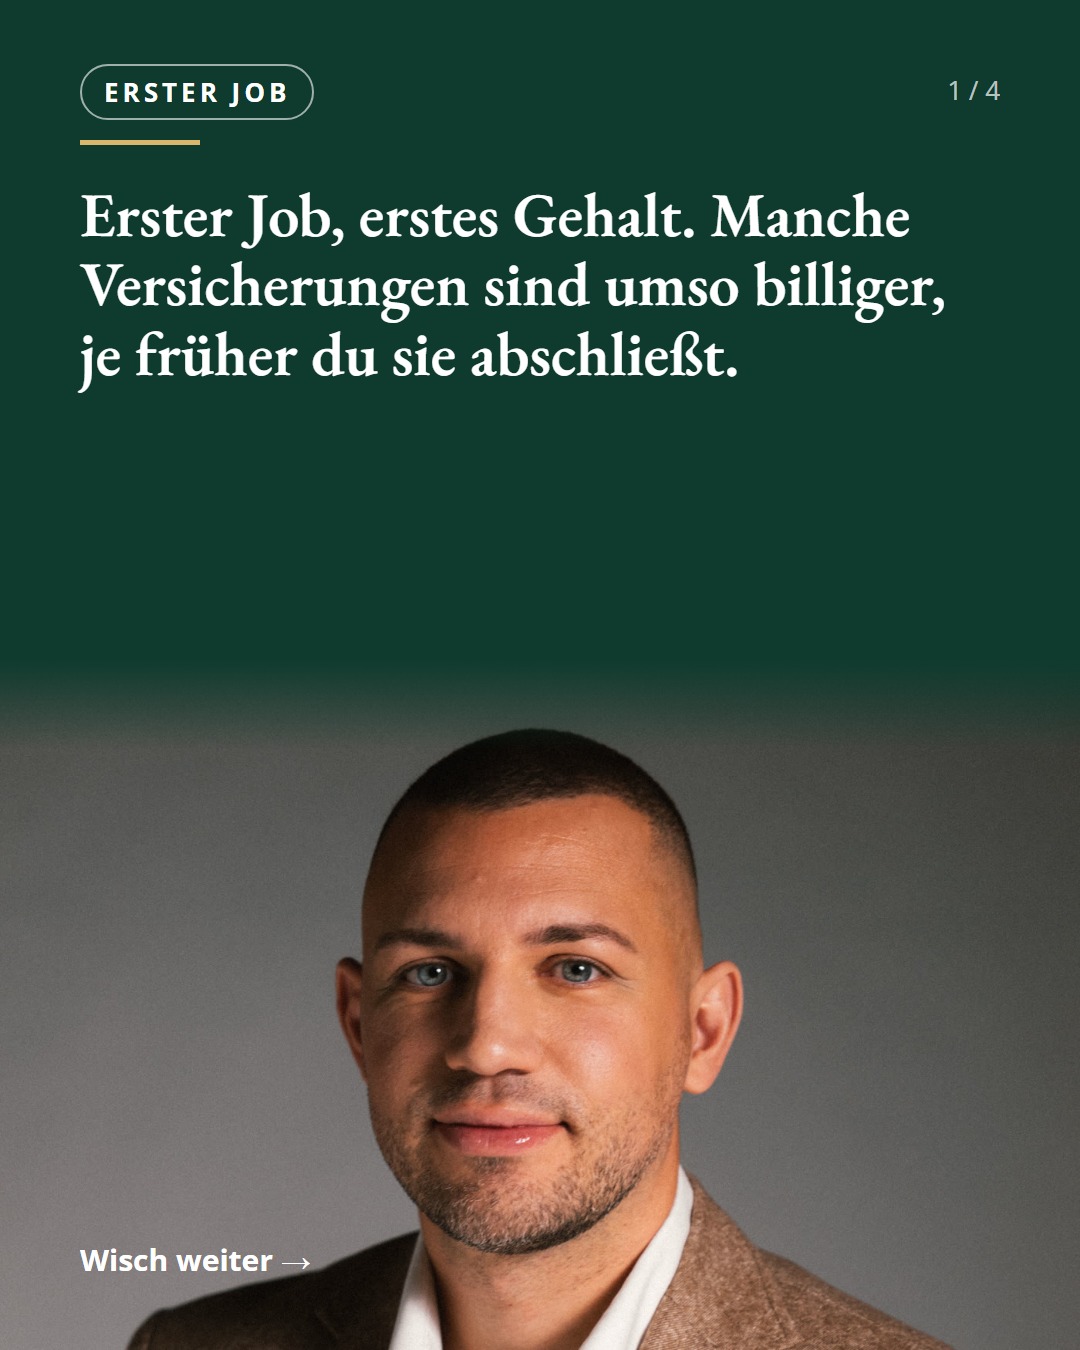 ERSTER JOB
1 / 4
Erster Job, erstes Gehalt. Manche
Versicherungen sind umso billiger,
je früher du sie abschließt.
Wisch weiter →